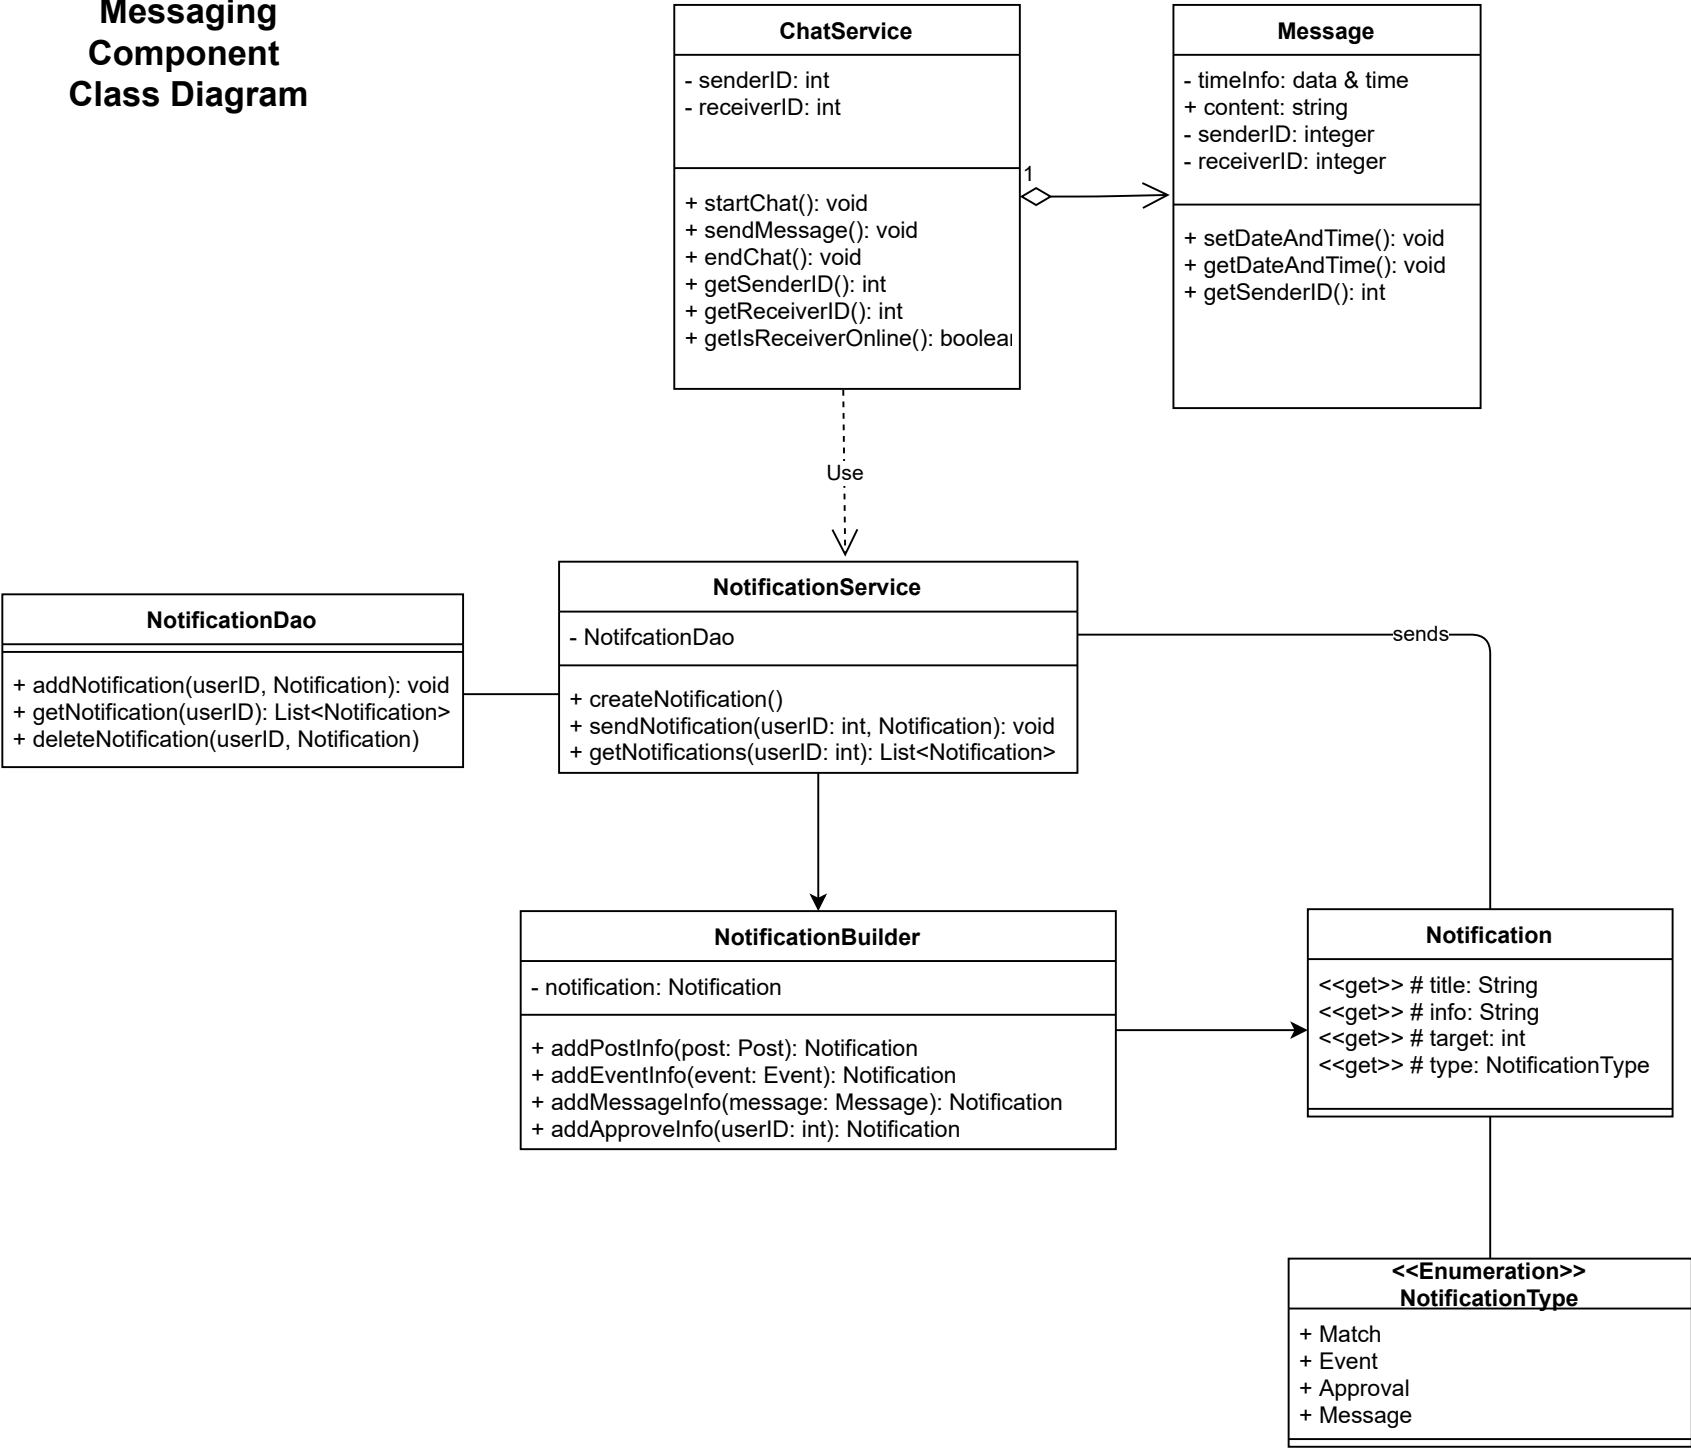 Messaging
Component
Class Diagram
ChatService
- senderID: int
- receiverID: int
+ startChat(): void
+ sendMessage(): void
+ endChat(): void
+ getSenderID(): int
+ getReceiverID(): int
+ getIsReceiverOnline(): boolean
1
Message
- timeInfo: data & time
+ content: string
- senderID: integer
- receiverID: integer
+ setDateAndTime(): void
+ getDateAndTime(): void
+ getSenderID(): int
Use
NotificationDao
+ addNotification(userID, Notification): void
+ getNotification(userID): List<Notification>
+ deleteNotification(userID, Notification)
NotificationService
- NotifcationDao
+ createNotification()
+ sendNotification(userID: int, Notification): void
+ getNotifications(userID: int): List<Notification>
sends
NotificationBuilder
- notification: Notification
+ addPostInfo(post: Post): Notification
+ addEventInfo(event: Event): Notification
+ addMessageInfo(message: Message): Notification
+ addApproveInfo(userID: int): Notification
Notification
<<get>> # title: String
<<get>> # info: String
<<get>> # target: int
<<get>> # type: NotificationType
<<Enumeration>>
NotificationType
+ Match
+ Event
+ Approval
+ Message